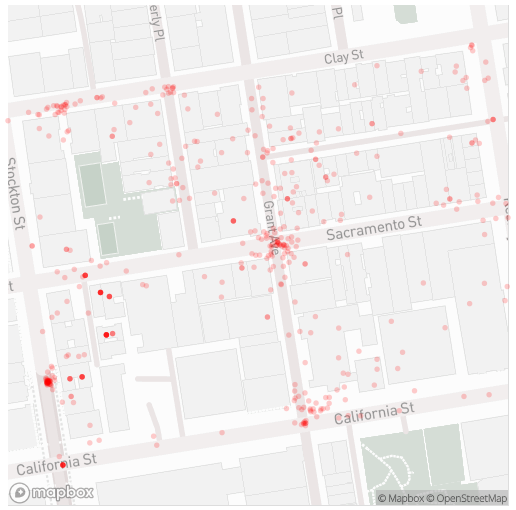 erly Pl
Pl
Clay St
Stockton St
Grant Ave
Sacramento St
t
California St
California St
mapbox
© Mapbox © OpenStreetMap